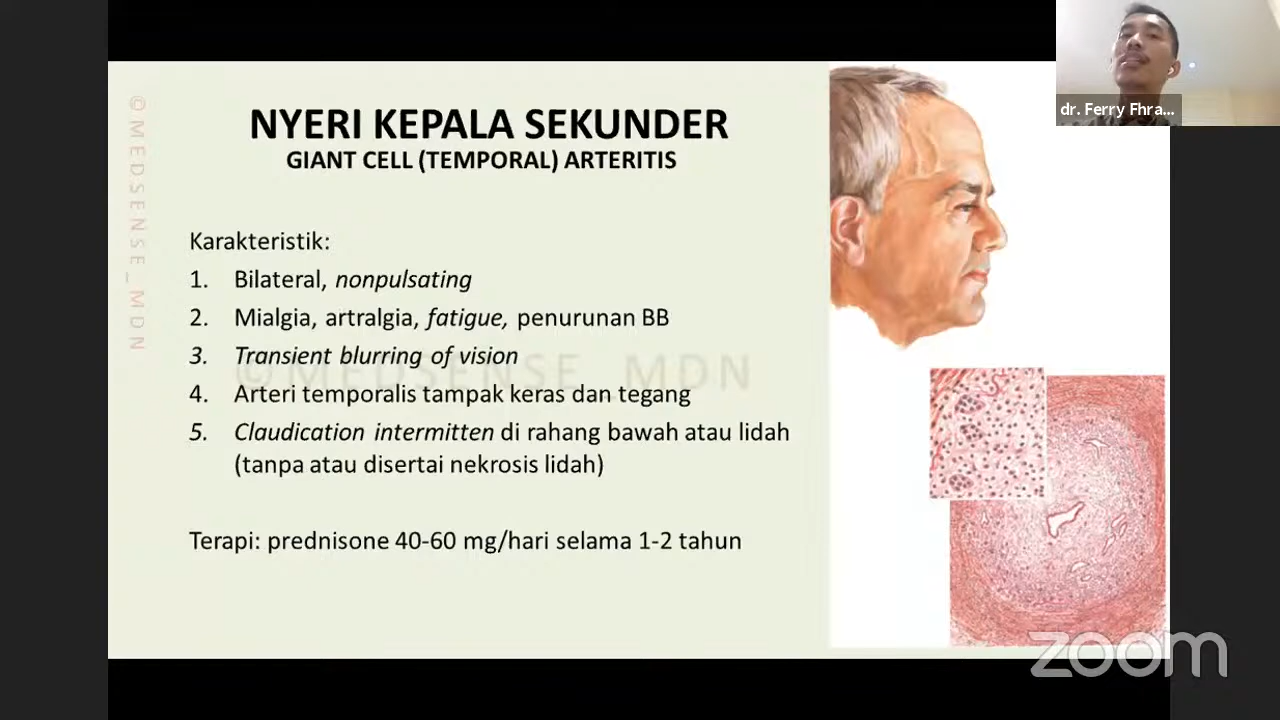 dr. Ferry Fhra...
©MEDSENSE_MDN
NYERI KEPALA SEKUNDER
GIANT CELL (TEMPORAL) ARTERITIS
Karakteristik:
1. Bilateral, nonpulsating
2. Mialgia, artralgia, fatigue, penurunan BB
3. Transient blurring of vision
©MEDSENSE_MDN
4. Arteri temporalis tampak keras dan tegang
5. Claudication intermitten di rahang bawah atau lidah
(tanpa atau disertai nekrosis lidah)
Terapi: prednisone 40-60 mg/hari selama 1-2 tahun
zoom